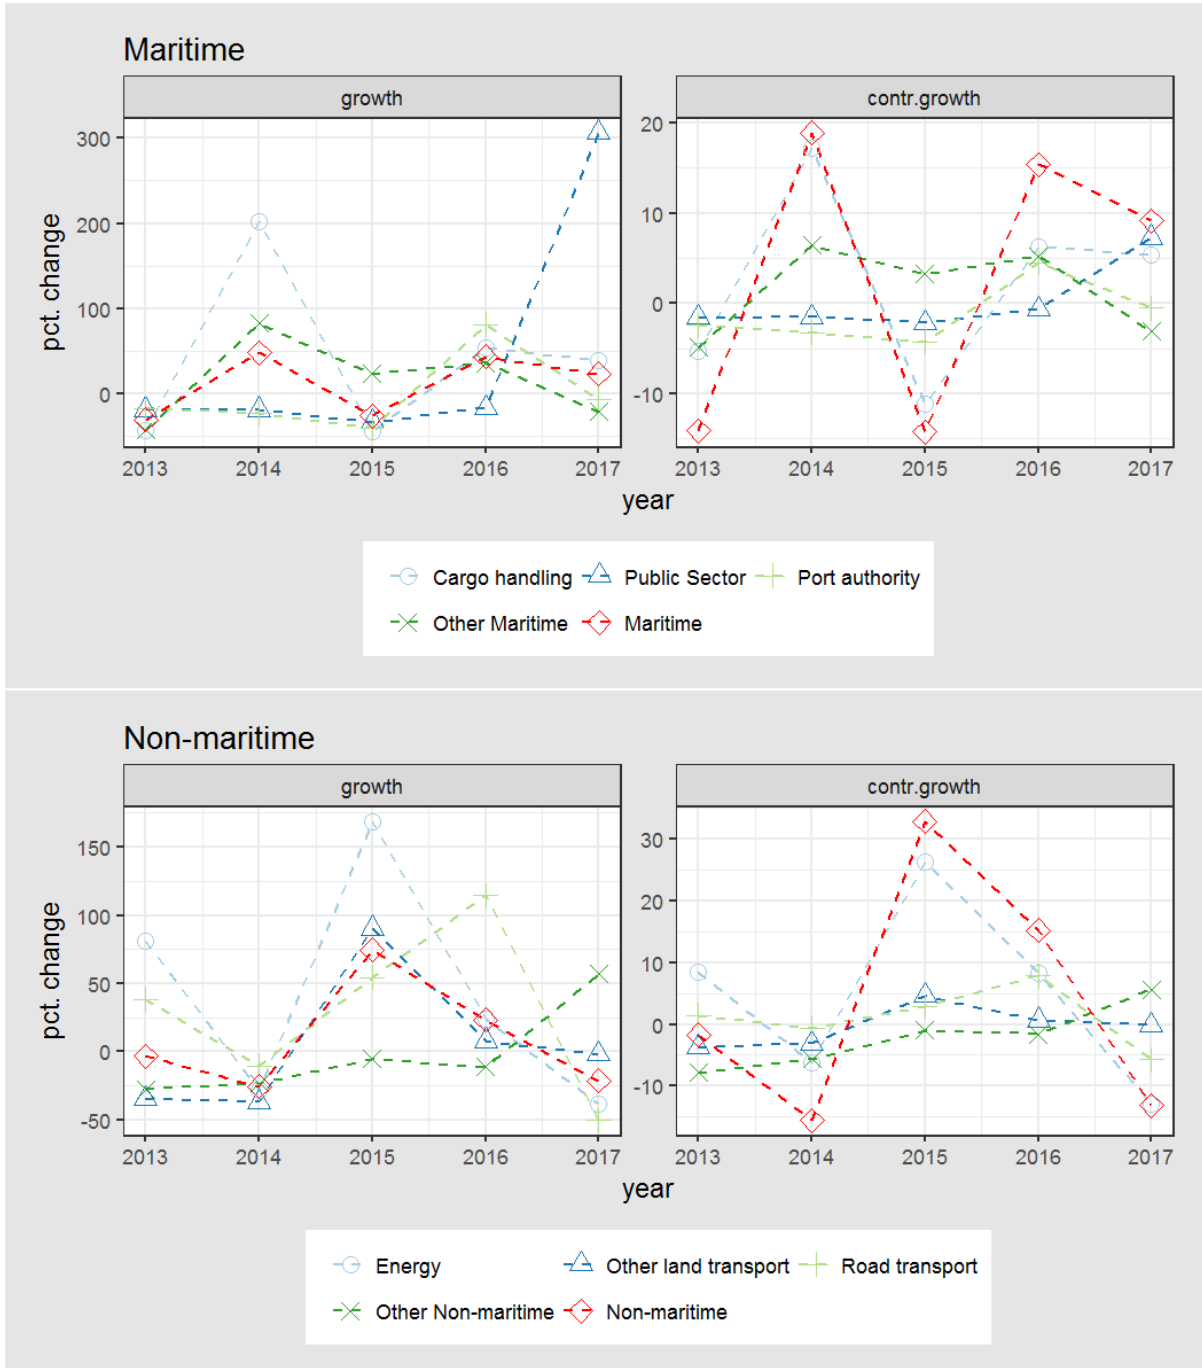 Maritime
growth
contr.growth
pct. change
300
200
100
0
20
10
0
-10
2013 2014 2015 2016 2017
2013 2014 2015 2016 2017
year
Cargo handling Public Sector Port authority
Other Maritime Maritime
Non-maritime
growth
contr.growth
pct. change
150
100
50
0
-50
30
20
10
0
-10
2013 2014 2015 2016 2017
2013 2014 2015 2016 2017
year
Energy Other land transport Road transport
Other Non-maritime Non-maritime